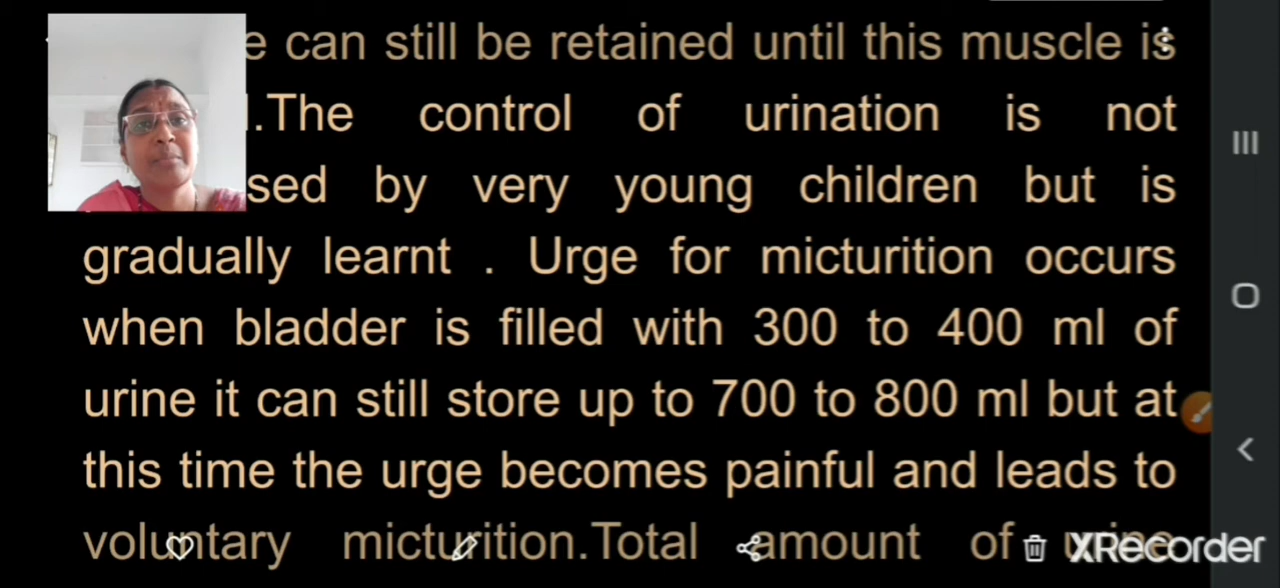 can still be retained until this muscle is
.The control of urination is not
by very young children but is
gradually learnt . Urge for micturition occurs
when bladder is filled with 300 to 400 ml of
urine it can still store up to 700 to 800 ml but at
this time the urge becomes painful and leads to
voluntary micturition.Total amount of urine
XRecorder